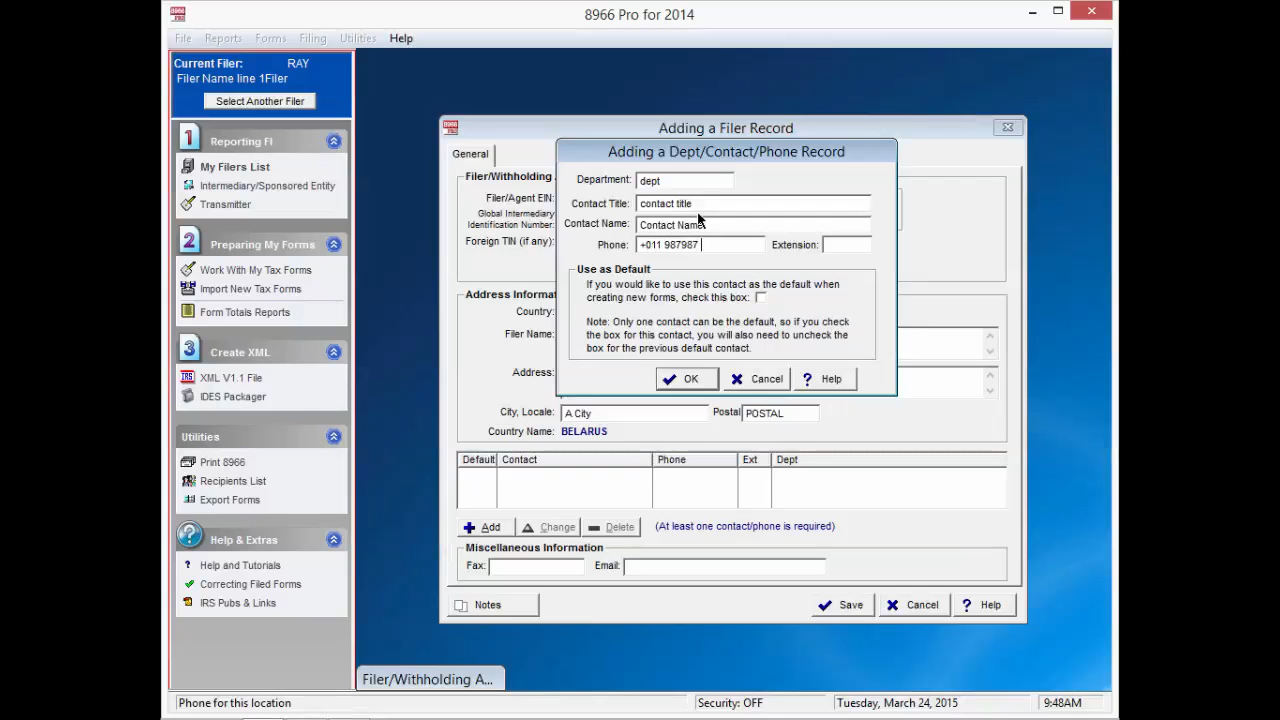 8966 Pro for 2014
File Reports Forms Filing Utilities Help
Current Filer: RAY
Filer Name line 1Filer
Select Another Filer
1 Reporting FI
My Filers List
Intermediary/Sponsored Entity
Transmitter
2 Preparing My Forms
Work With My Tax Forms
Import New Tax Forms
Form Totals Reports
3 Create XML
XML V1.1 File
IDES Packager
Utilities
Print 8966
Recipients List
Export Forms
Help & Extras
Help and Tutorials
Correcting Filed Forms
IRS Pubs & Links
Adding a Filer Record
General
Filer/Withholding
Filer/Agent EIN:
Global Intermediary
Identification Number:
Foreign TIN (if any):
Address Informat
Country:
Filer Name:
Address:
City, Locale: A City Postal POSTAL
Country Name: BELARUS
Default Contact Phone Ext Dept
Add Change Delete (At least one contact/phone is required)
Miscellaneous Information
Fax: Email:
Notes Save Cancel Help
Adding a Dept/Contact/Phone Record
Department: dept
Contact Title: contact title
Contact Name: Contact Name
Phone: +011 987987 Extension:
Use as Default
If you would like to use this contact as the default when
creating new forms, check this box:
Note: Only one contact can be the default, so if you check
the box for this contact, you will also need to uncheck the
box for the previous default contact.
OK Cancel Help
Filer/Withholding A...
Phone for this location Security: OFF Tuesday, March 24, 2015 9:48AM